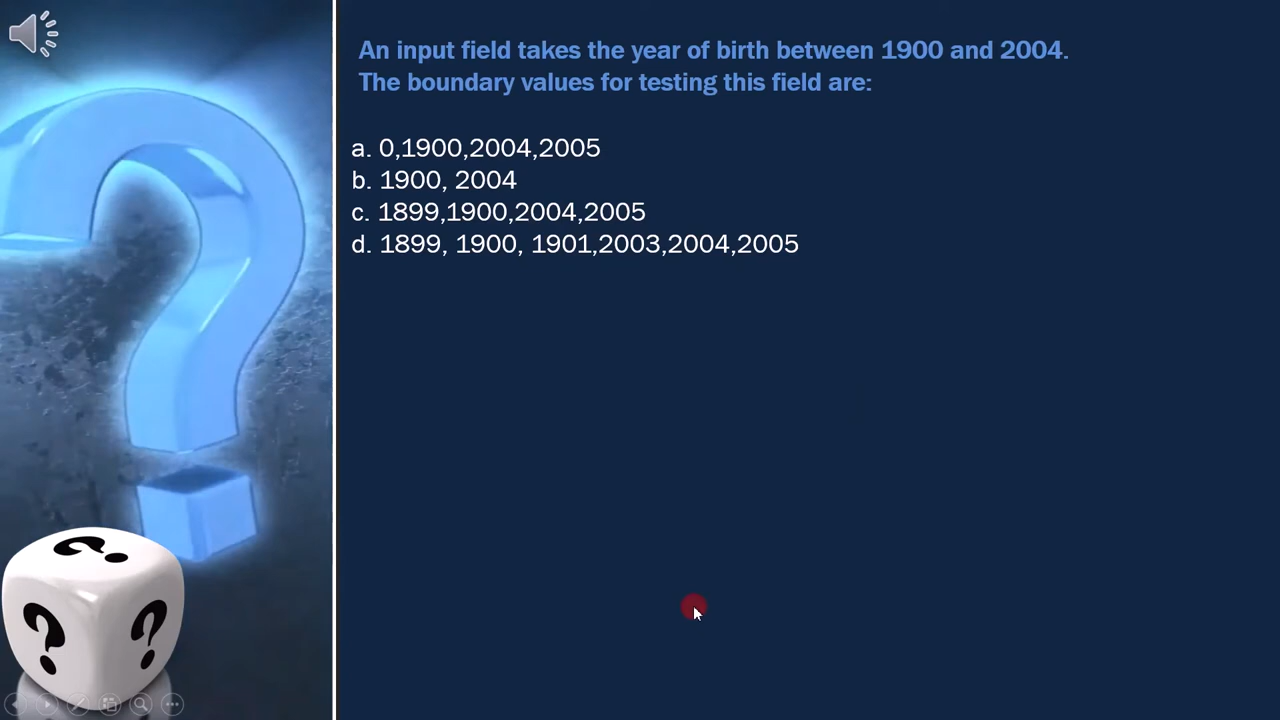 An input field takes the year of birth between 1900 and 2004.
The boundary values for testing this field are:
a. 0,1900,2004,2005
b. 1900, 2004
c. 1899,1900,2004,2005
d. 1899, 1900, 1901,2003,2004,2005